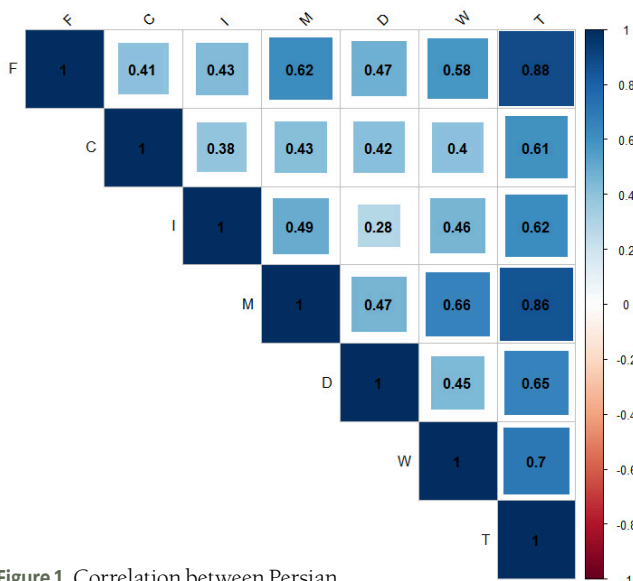 F C I M D W T
F 1 0.41 0.43 0.62 0.47 0.58 0.88
C 1 0.38 0.43 0.42 0.4 0.61
I 1 0.49 0.28 0.46 0.62
M 1 0.47 0.66 0.86
D 1 0.45 0.65
W 1 0.7
T 1
1
0.8
0.6
0.4
0.2
0
-0.2
-0.4
-0.6
-0.8
-1
Figure 1. Correlation between Persian